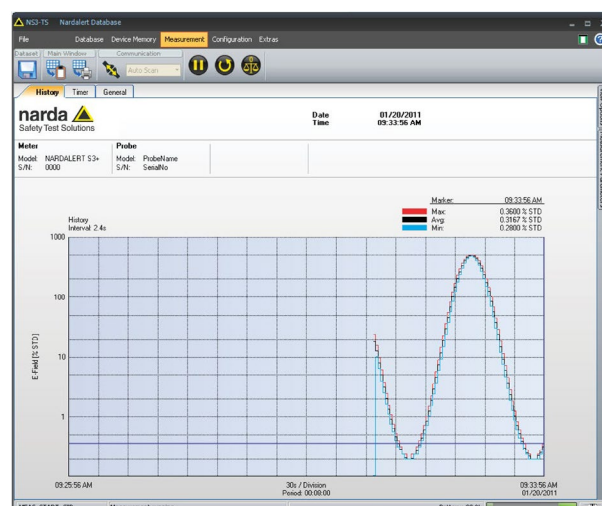 NS3-TS Nardalert Database
File Database Device Memory Measurement Configuration Extras
Dataset Main Window Communication
Auto Scan
History Timer General
narda
Safety Test Solutions
Date 01/20/2011
Time 09:33:56 AM
Meter Probe
Model: NARDALERT S3+ Model: ProbeName
S/N: 0000 S/N: SerialNo
Marker: 09:33:56 AM
Max: 0.3600 % STD
Avg: 0.3167 % STD
Min: 0.2800 % STD
History
Interval: 2.4s
1000
100
10
1
E-Field [% STD]
09:25:56 AM 30s / Division 09:33:56 AM
Period: 00:08:00 01/20/2011